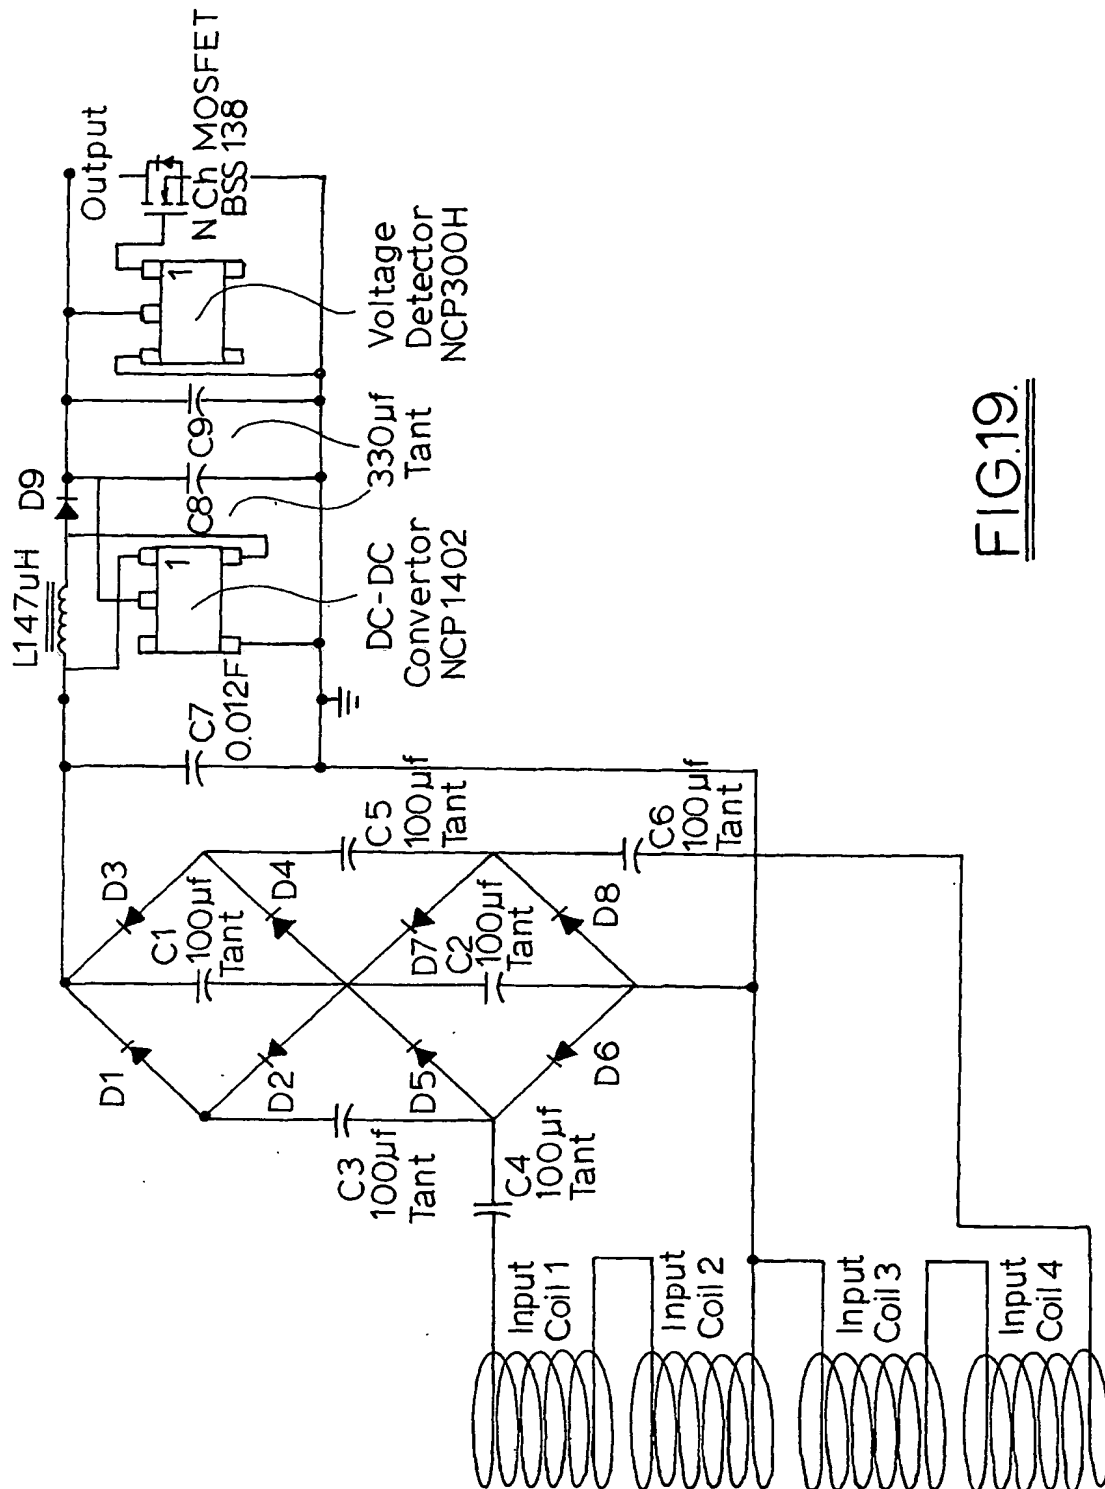 Input
Coil 1
Input
Coil 2
Input
Coil 3
Input
Coil 4
C4
100µf
Tant
C3
100µf
Tant
D1
D2
D5
D6
C1
100µf
Tant
C2
100µf
Tant
D3
D4
D7
D8
C5
100µf
Tant
C6
100µf
Tant
C7
0.012F
L147uH
D9
1
DC-DC
Convertor
NCP1402
C8
C9
330µf
Tant
1
Voltage
Detector
NCP300H
Output
N Ch MOSFET
BSS 138
FIG.19.